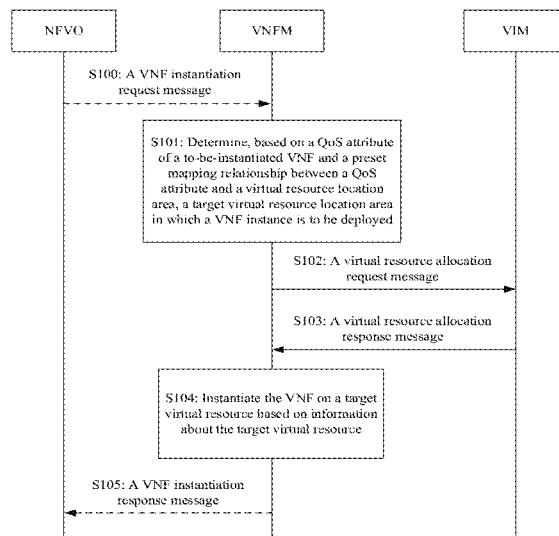 NFVO
VNFM
VIM
S100: A VNF instantiation
request message
S101: Determine, based on a QoS attribute
of a to-be-instantiated VNF and a preset
mapping relationship between a QoS
attribute and a virtual resource location
area, a target virtual resource location area
in which a VNF instance is to be deployed
S102: A virtual resource allocation
request message
S103: A virtual resource allocation
response message
S104: Instantiate the VNF on a target
virtual resource based on information
about the target virtual resource
S105: A VNF instantiation
response message